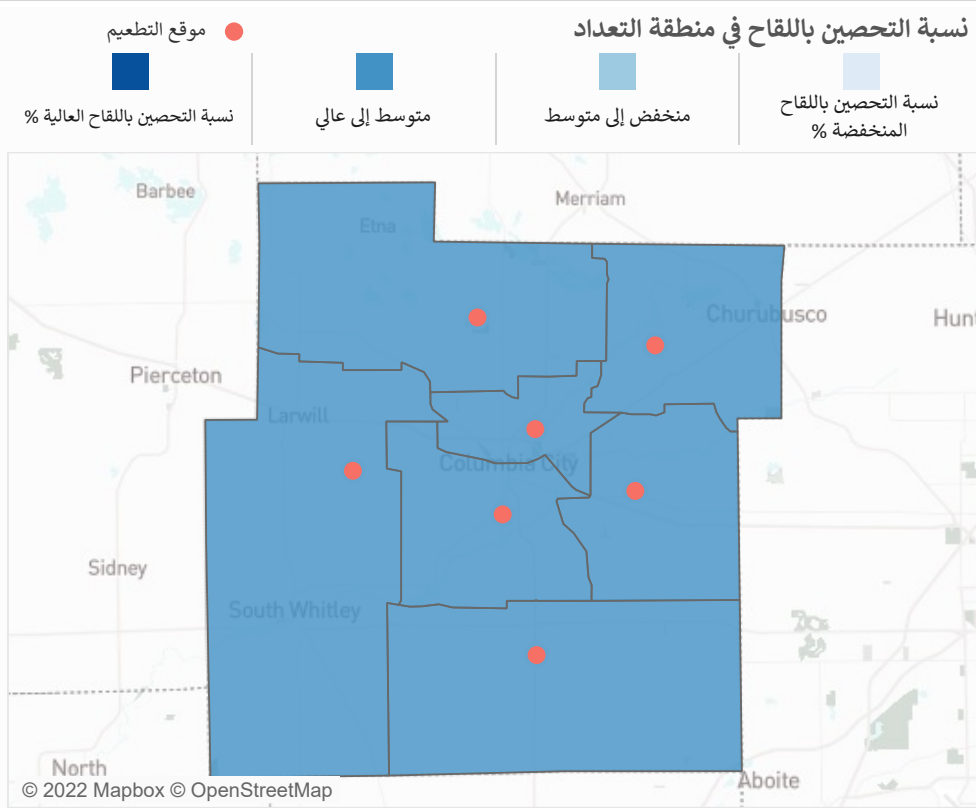 نسبة التحصين باللقاح في منطقة التعداد
موقع التطعيم
نسبة التحصين باللقاح
المنخفضة %
منخفض إلى متوسط
متوسط إلى عالي
نسبة التحصين باللقاح العالية %
Barbee
Merriam
Etna
Churubusco
Hunt
Pierceton
Larwill
Columbia City
Sidney
South Whitley
North
Aboite
© 2022 Mapbox © OpenStreetMap